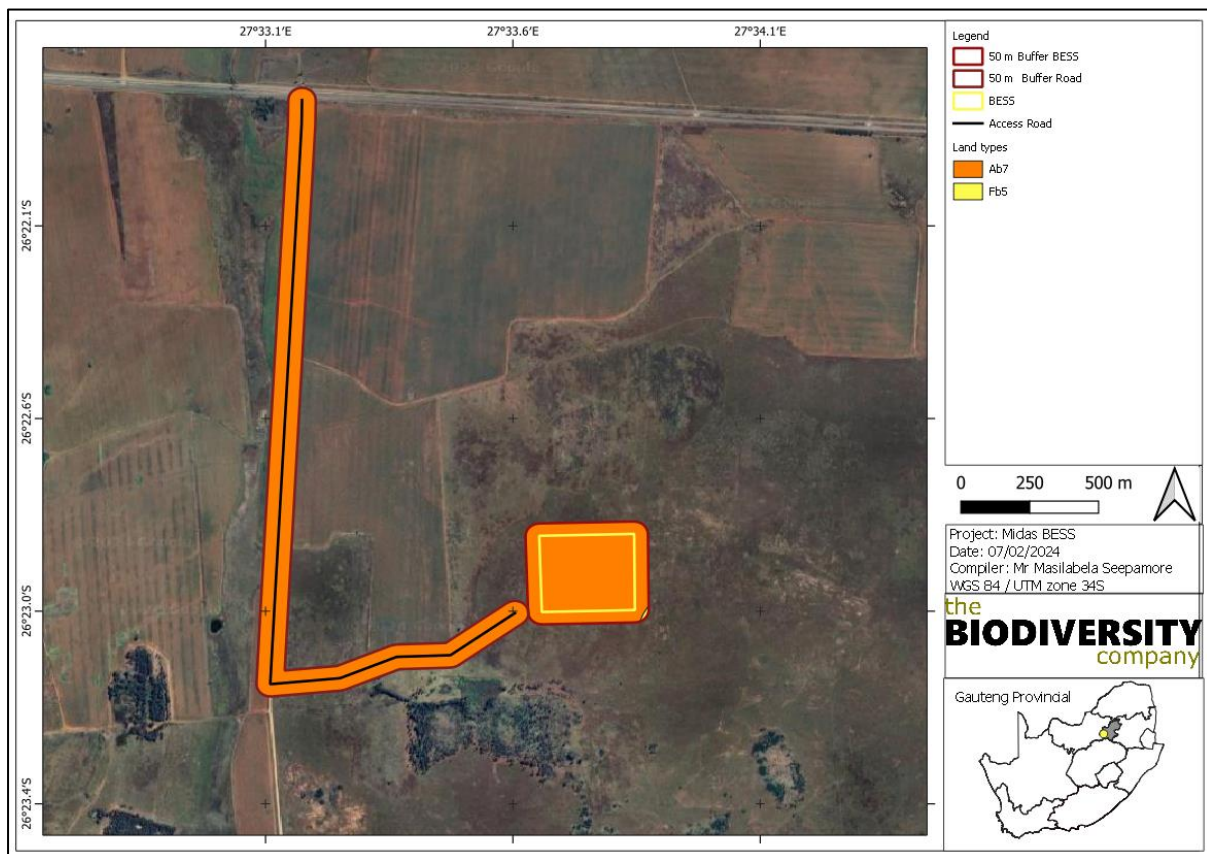 27°33.1'E
27°33.6'E
27°34.1'E
26°22.1'S
26°22.6'S
26°23.0'S
26°23.4'S
Legend
50 m Buffer BESS
50 m Buffer Road
BESS
Access Road
Land types
Ab7
Fb5
0 250 500 m
Project: Midas BESS
Date: 07/02/2024
Compiler: Mr Masilabela Seepamore
WGS 84 / UTM zone 34S
the
BIODIVERSITY
company
Gauteng Provincial